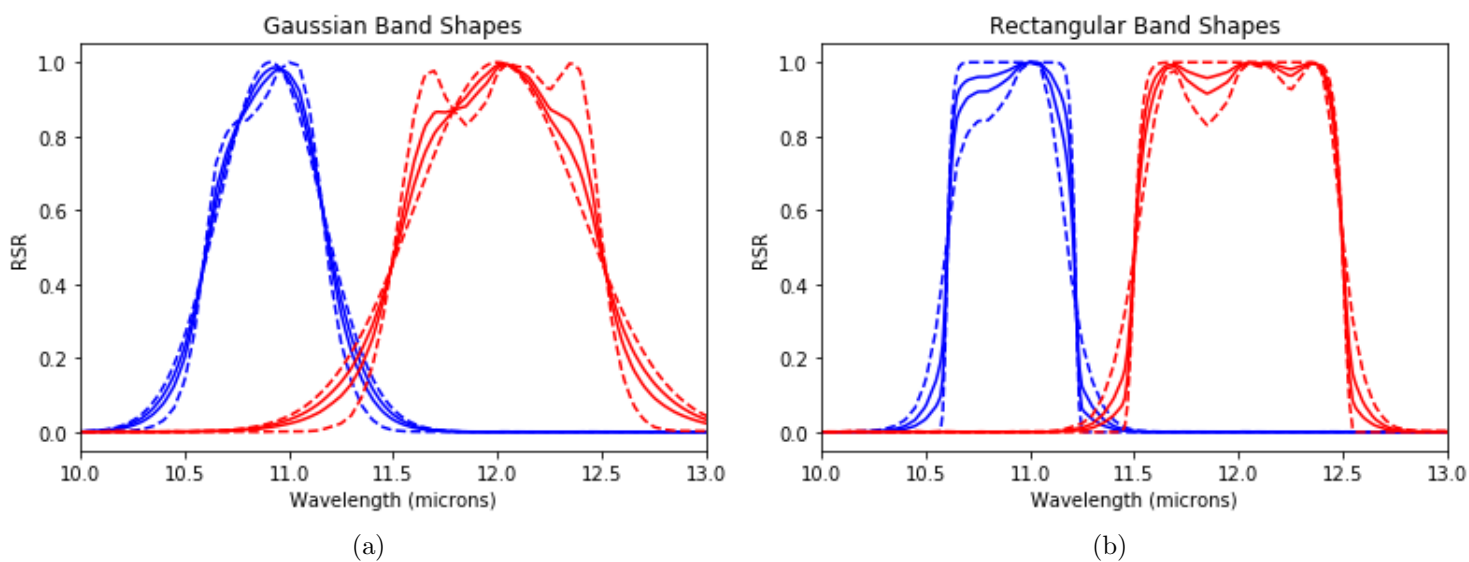 Gaussian Band Shapes
RSR
1.0
0.8
0.6
0.4
0.2
0.0
10.0 10.5 11.0 11.5 12.0 12.5 13.0
Wavelength (microns)
(a)
Rectangular Band Shapes
RSR
1.0
0.8
0.6
0.4
0.2
0.0
10.0 10.5 11.0 11.5 12.0 12.5 13.0
Wavelength (microns)
(b)